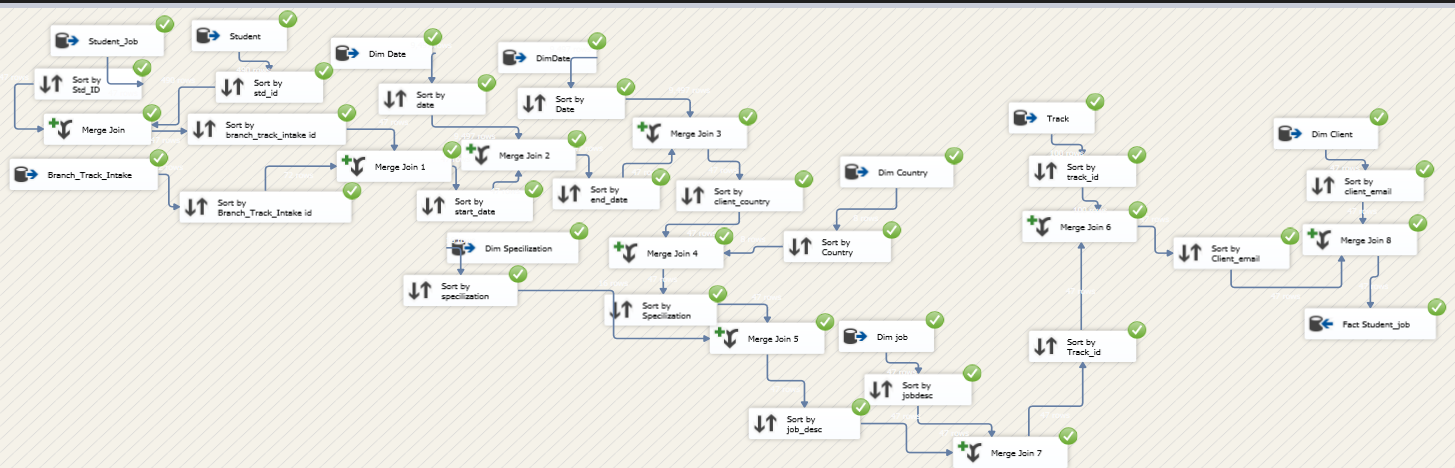 Student_Job
Student
Dim Date
DimDate
Sort by
Std_ID
Sort by
std_id
Sort by
date
Sort by
Date
Merge Join
Sort by
branch_track_intake id
Merge Join 3
Track
Dim Client
Merge Join 1
Merge Join 2
Branch_Track_Intake
Dim Country
Sort by
track_id
Sort by
client_email
Sort by
Branch_Track_Intake id
Sort by
start_date
Sort by
end_date
Sort by
client_country
Merge Join 6
Dim Specilization
Merge Join 4
Sort by
Country
Sort by
Client_email
Merge Join 8
Sort by
specilization
Sort by
Specilization
Fact Student_job
Merge Join 5
Dim job
Sort by
Track_id
Sort by
jobdesc
Sort by
job_desc
Merge Join 7